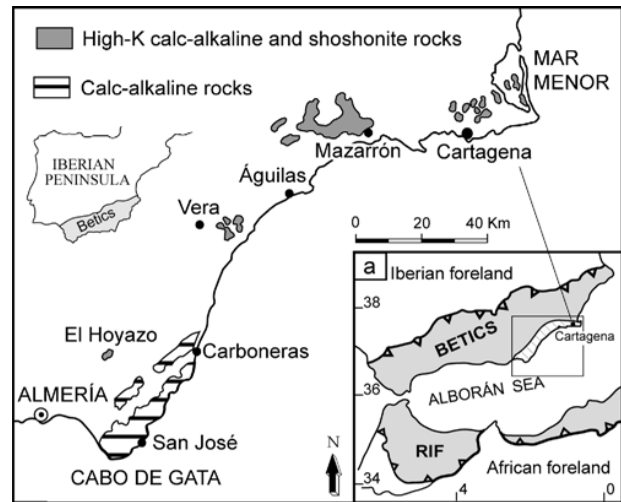 High-K calc-alkaline and shoshonite rocks
Calc-alkaline rocks
MAR
MENOR
IBERIAN
PENINSULA
Betics
Mazarrón
Cartagena
Águilas
Vera
0 20 40 Km
El Hoyazo
Carboneras
ALMERÍA
San José
CABO DE GATA
N
a
Iberian foreland
38
BETICS
Cartagena
36
ALBORÁN SEA
RIF
African foreland
34
4
0